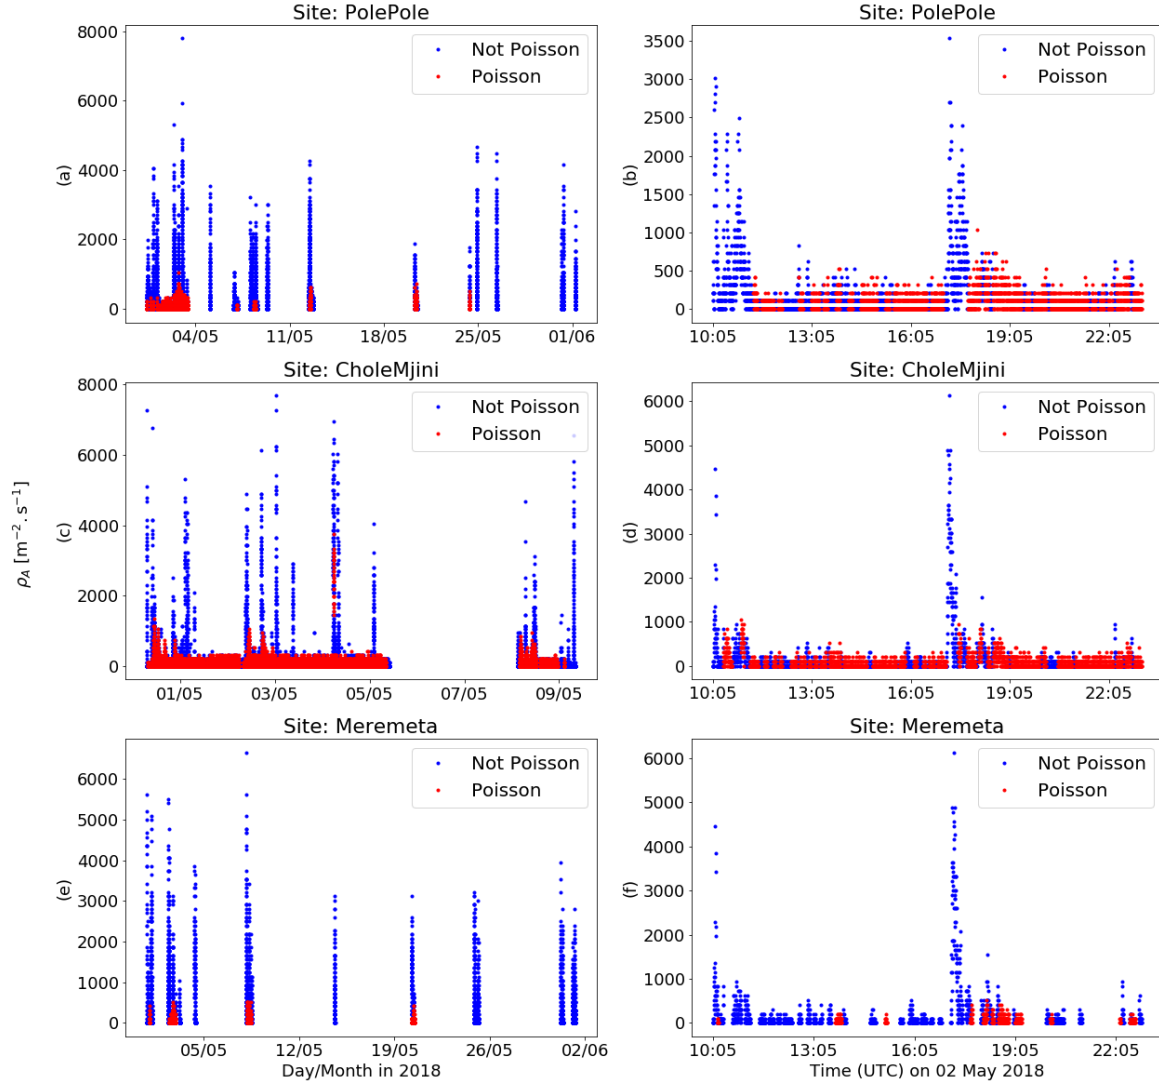 Site: PolePole
8000
6000
4000
2000
0
(a)
Not Poisson
Poisson
04/05 11/05 18/05 25/05 01/06
Site: PolePole
3500
3000
2500
2000
1500
1000
500
0
(b)
Not Poisson
Poisson
10:05 13:05 16:05 19:05 22:05
Site: CholeMjini
8000
6000
4000
2000
0
(c)
Not Poisson
Poisson
01/05 03/05 05/05 07/05 09/05
Site: CholeMjini
6000
5000
4000
3000
2000
1000
0
(d)
Not Poisson
Poisson
10:05 13:05 16:05 19:05 22:05
ρ_A [m⁻².s⁻¹]
Site: Meremeta
6000
5000
4000
3000
2000
1000
0
(e)
Not Poisson
Poisson
05/05 12/05 19/05 26/05 02/06
Day/Month in 2018
Site: Meremeta
6000
5000
4000
3000
2000
1000
0
(f)
Not Poisson
Poisson
10:05 13:05 16:05 19:05 22:05
Time (UTC) on 02 May 2018